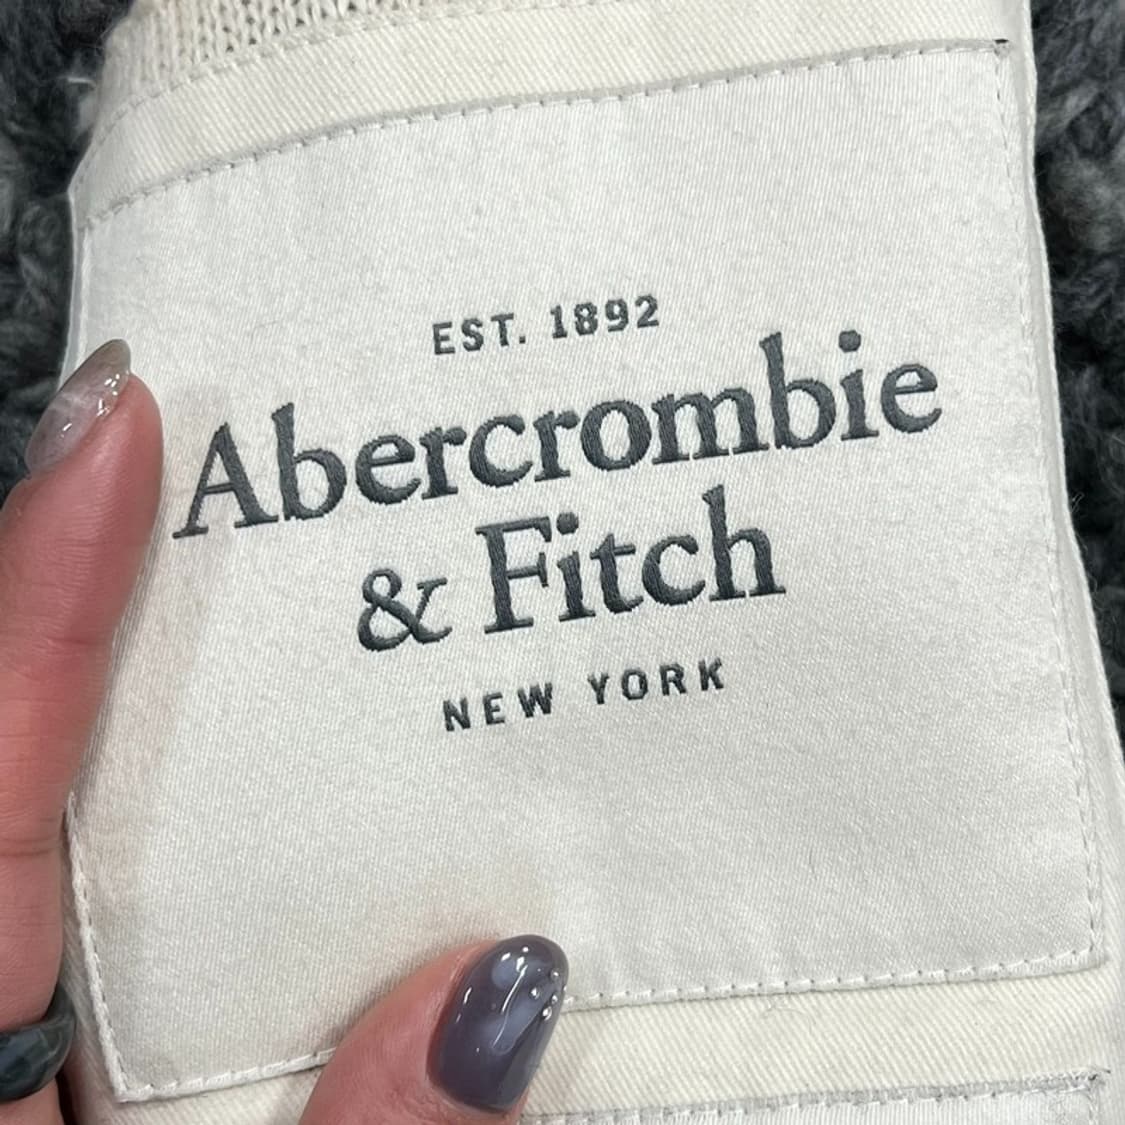 EST. 1892
Abercrombie
& Fitch
NEW YORK